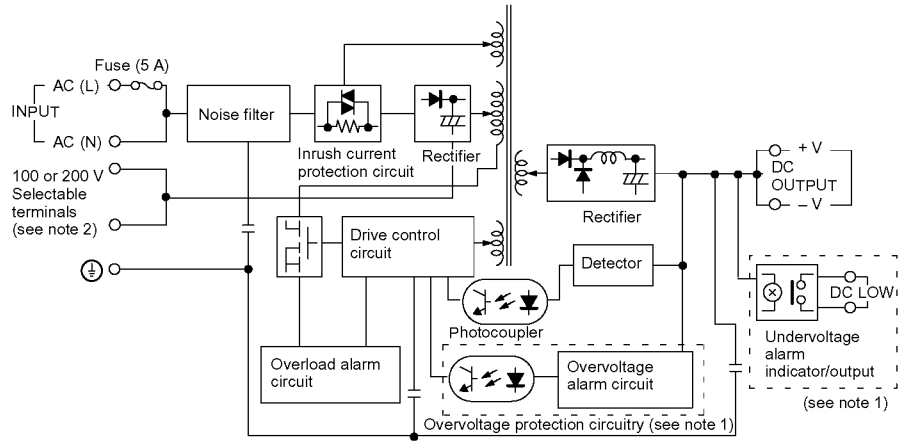 Fuse (5 A)
AC (L)
INPUT
AC (N)
Noise filter
Inrush current
protection circuit
Rectifier
100 or 200 V
Selectable
terminals
(see note 2)
Drive control
circuit
Rectifier
+ V
DC
OUTPUT
– V
Detector
Photocoupler
DC LOW
Undervoltage
alarm
indicator/output
(see note 1)
Overload alarm
circuit
Overvoltage
alarm circuit
Overvoltage protection circuitry (see note 1)